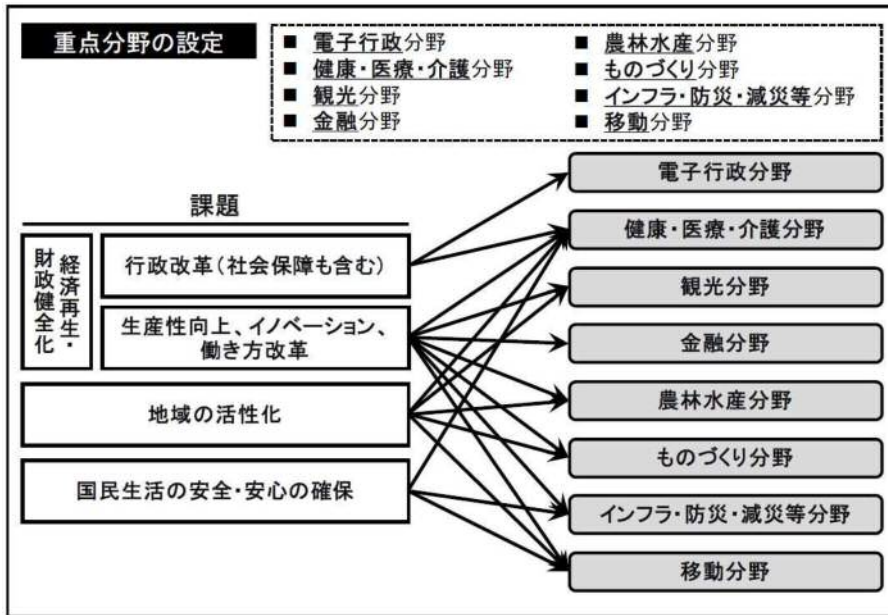 重点分野の設定
■ 電子行政分野
■ 健康・医療・介護分野
■ 観光分野
■ 金融分野
■ 農林水産分野
■ ものづくり分野
■ インフラ・防災・減災等分野
■ 移動分野
課題
経済再生・
財政健全化
行政改革(社会保障も含む)
生産性向上、イノベーション、
働き方改革
地域の活性化
国民生活の安全・安心の確保
電子行政分野
健康・医療・介護分野
観光分野
金融分野
農林水産分野
ものづくり分野
インフラ・防災・減災等分野
移動分野